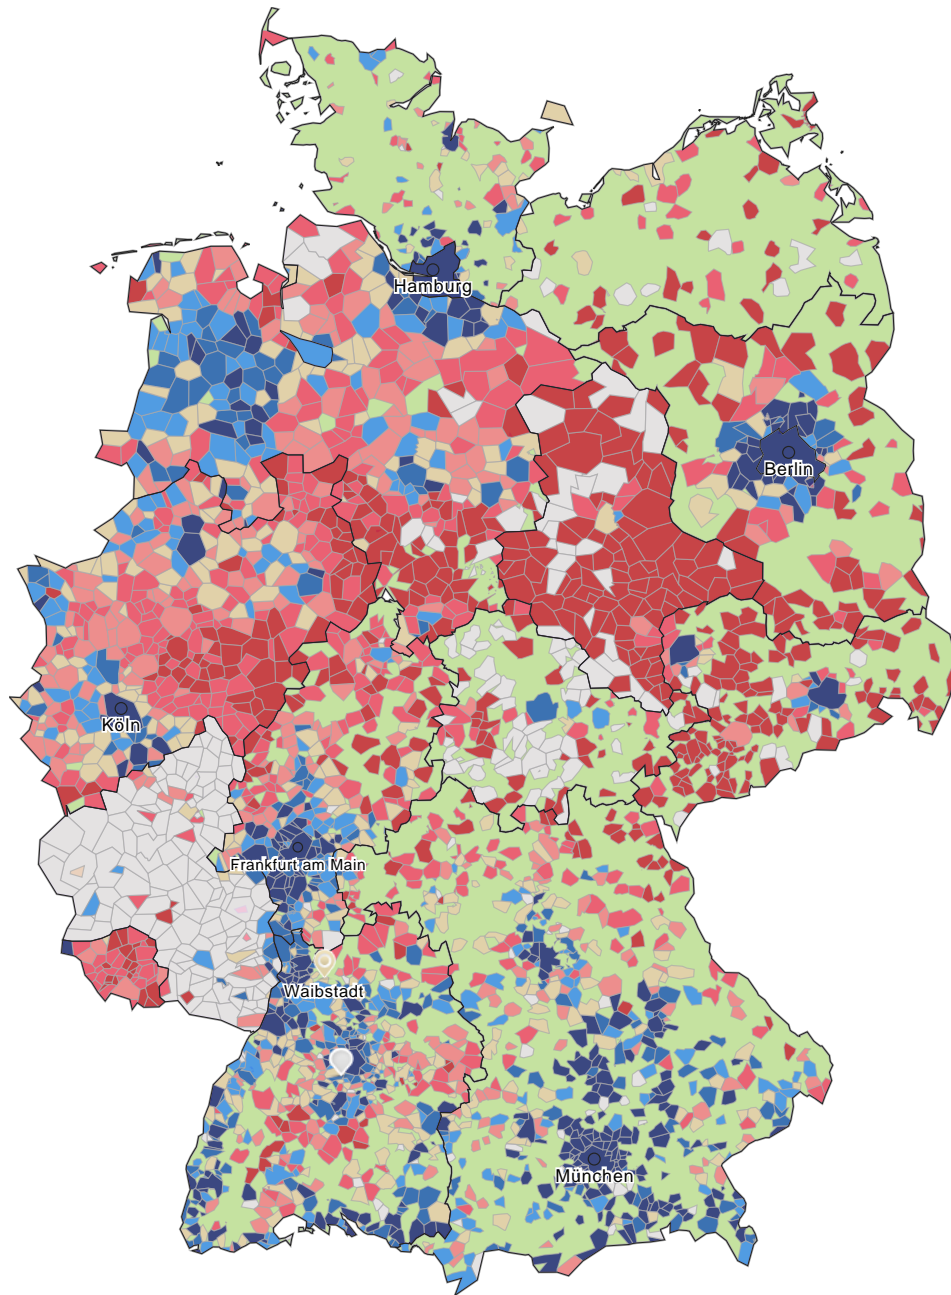 Hamburg
Berlin
Köln
Frankfurt am Main
Waibstadt
München